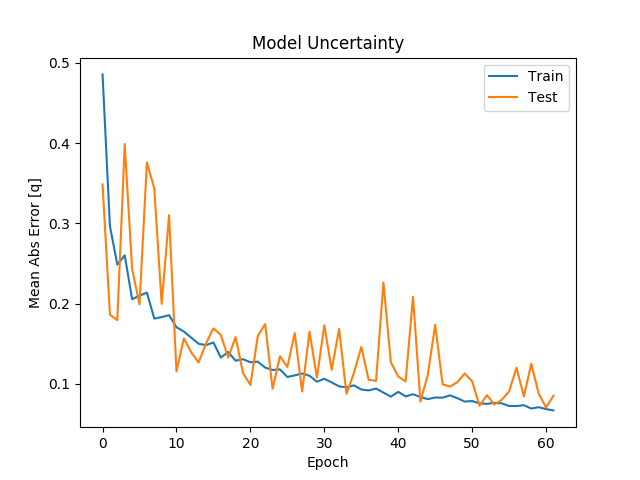 Model Uncertainty
Train
Test
Mean Abs Error [q]
0.5
0.4
0.3
0.2
0.1
0 10 20 30 40 50 60
Epoch